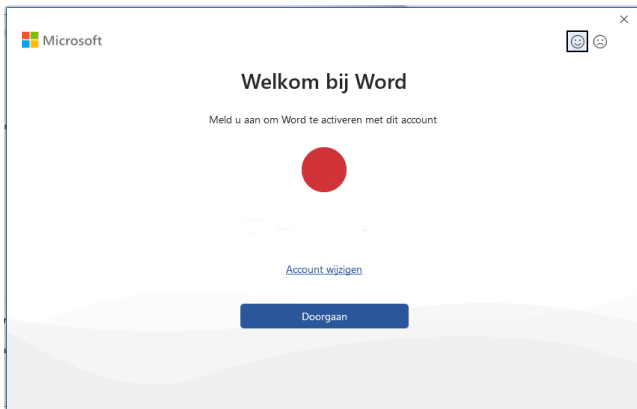 Microsoft
Welkom bij Word
Meld u aan om Word te activeren met dit account
Account wijzigen
Doorgaan